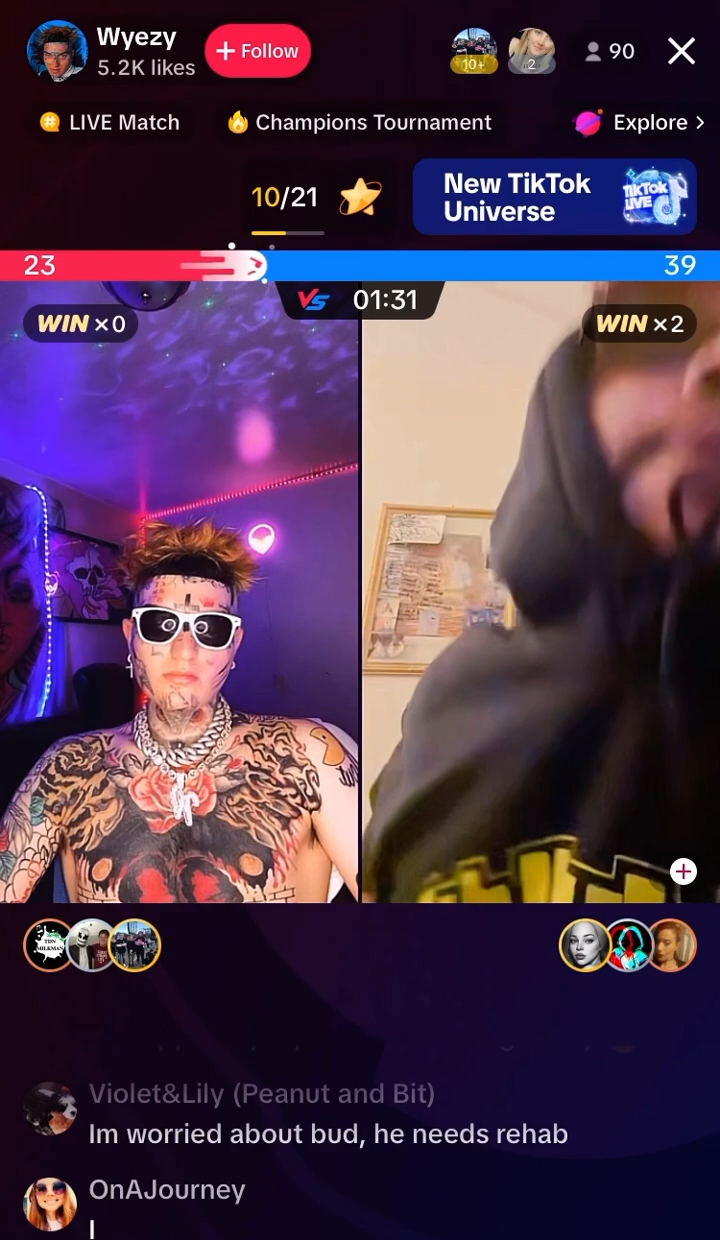 Wyezy
5.2K likes
+ Follow
10+
2
90
LIVE Match
Champions Tournament
Explore >
10/21
New TikTok
Universe
TikTok
LIVE
23
39
VS 01:31
WIN ×0
WIN ×2
TDN
MILKMAN
Violet&Lily (Peanut and Bit)
Im worried about bud, he needs rehab
OnAJourney
I